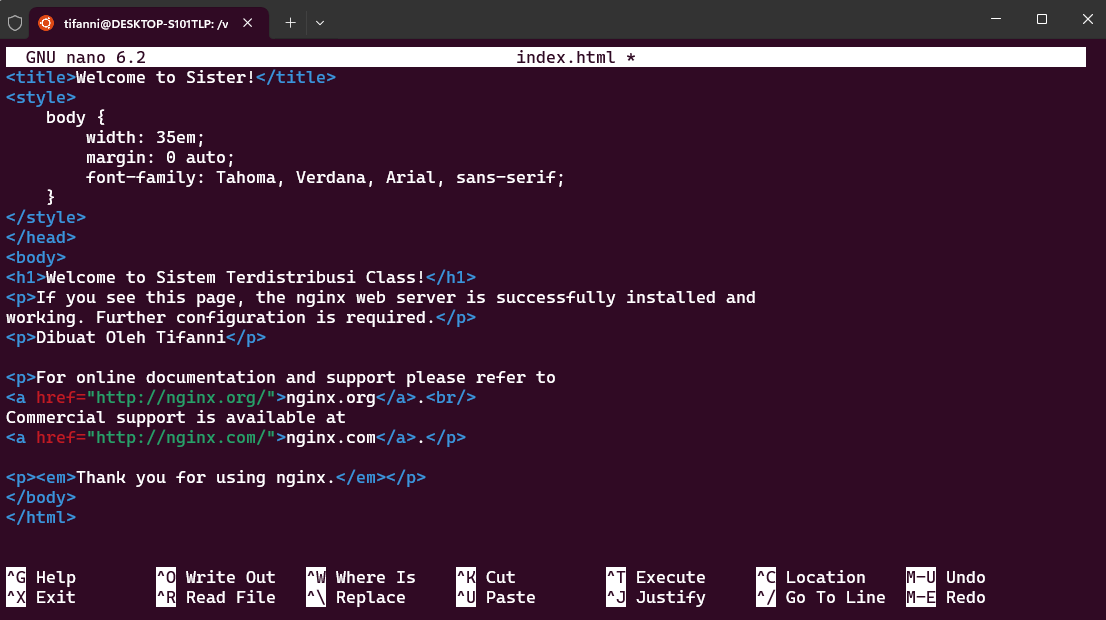 tifanni@DESKTOP-S101TLP: /v
GNU nano 6.2 index.html *
<title>Welcome to Sister!</title>
<style>
    body {
        width: 35em;
        margin: 0 auto;
        font-family: Tahoma, Verdana, Arial, sans-serif;
    }
</style>
</head>
<body>
<h1>Welcome to Sistem Terdistribusi Class!</h1>
<p>If you see this page, the nginx web server is successfully installed and
working. Further configuration is required.</p>
<p>Dibuat Oleh Tifanni</p>
<p>For online documentation and support please refer to
<a href="http://nginx.org/">nginx.org</a>.<br/>
Commercial support is available at
<a href="http://nginx.com/">nginx.com</a>.</p>
<p><em>Thank you for using nginx.</em></p>
</body>
</html>
^G Help ^O Write Out ^W Where Is ^K Cut ^T Execute ^C Location M-U Undo
^X Exit ^R Read File ^\ Replace ^U Paste ^J Justify ^/ Go To Line M-E Redo